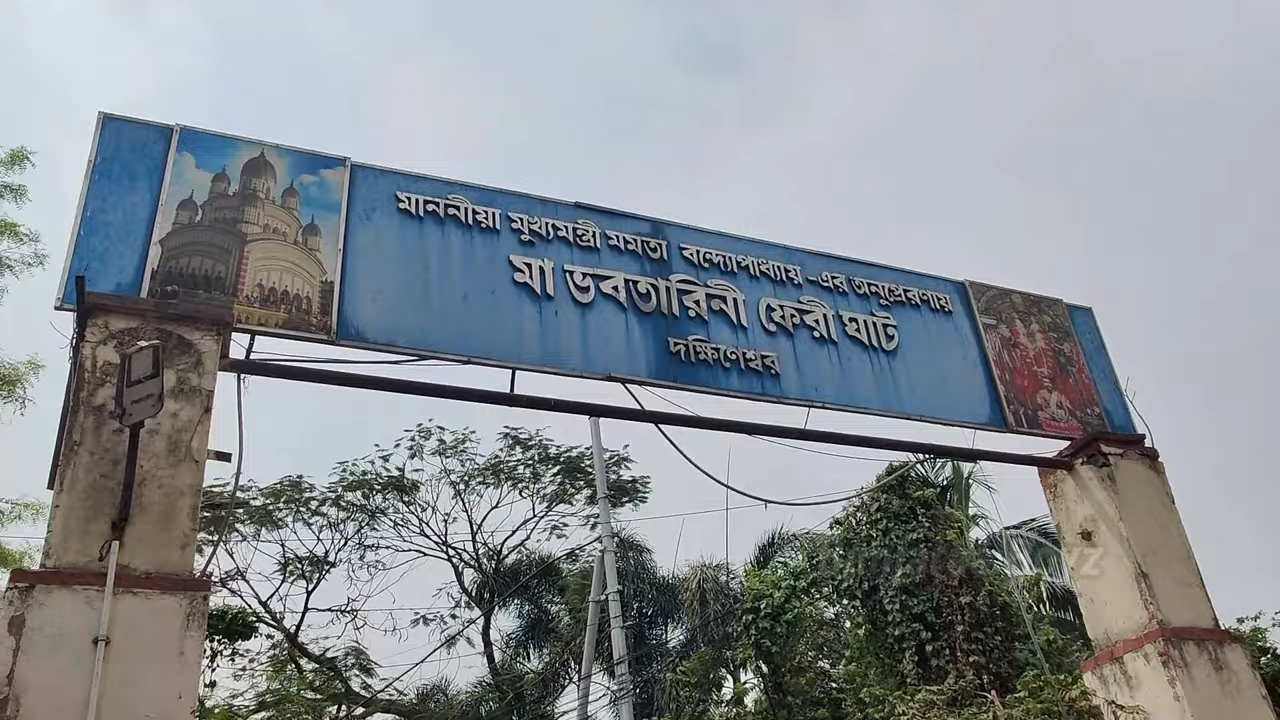 মাননীয়া মুখ্যমন্ত্রী মমতা বন্দ্যোপাধ্যায় -এর অনুপ্রেরণায়
মা ভবতারিনী ফেরী ঘাট
দক্ষিণেশ্বর